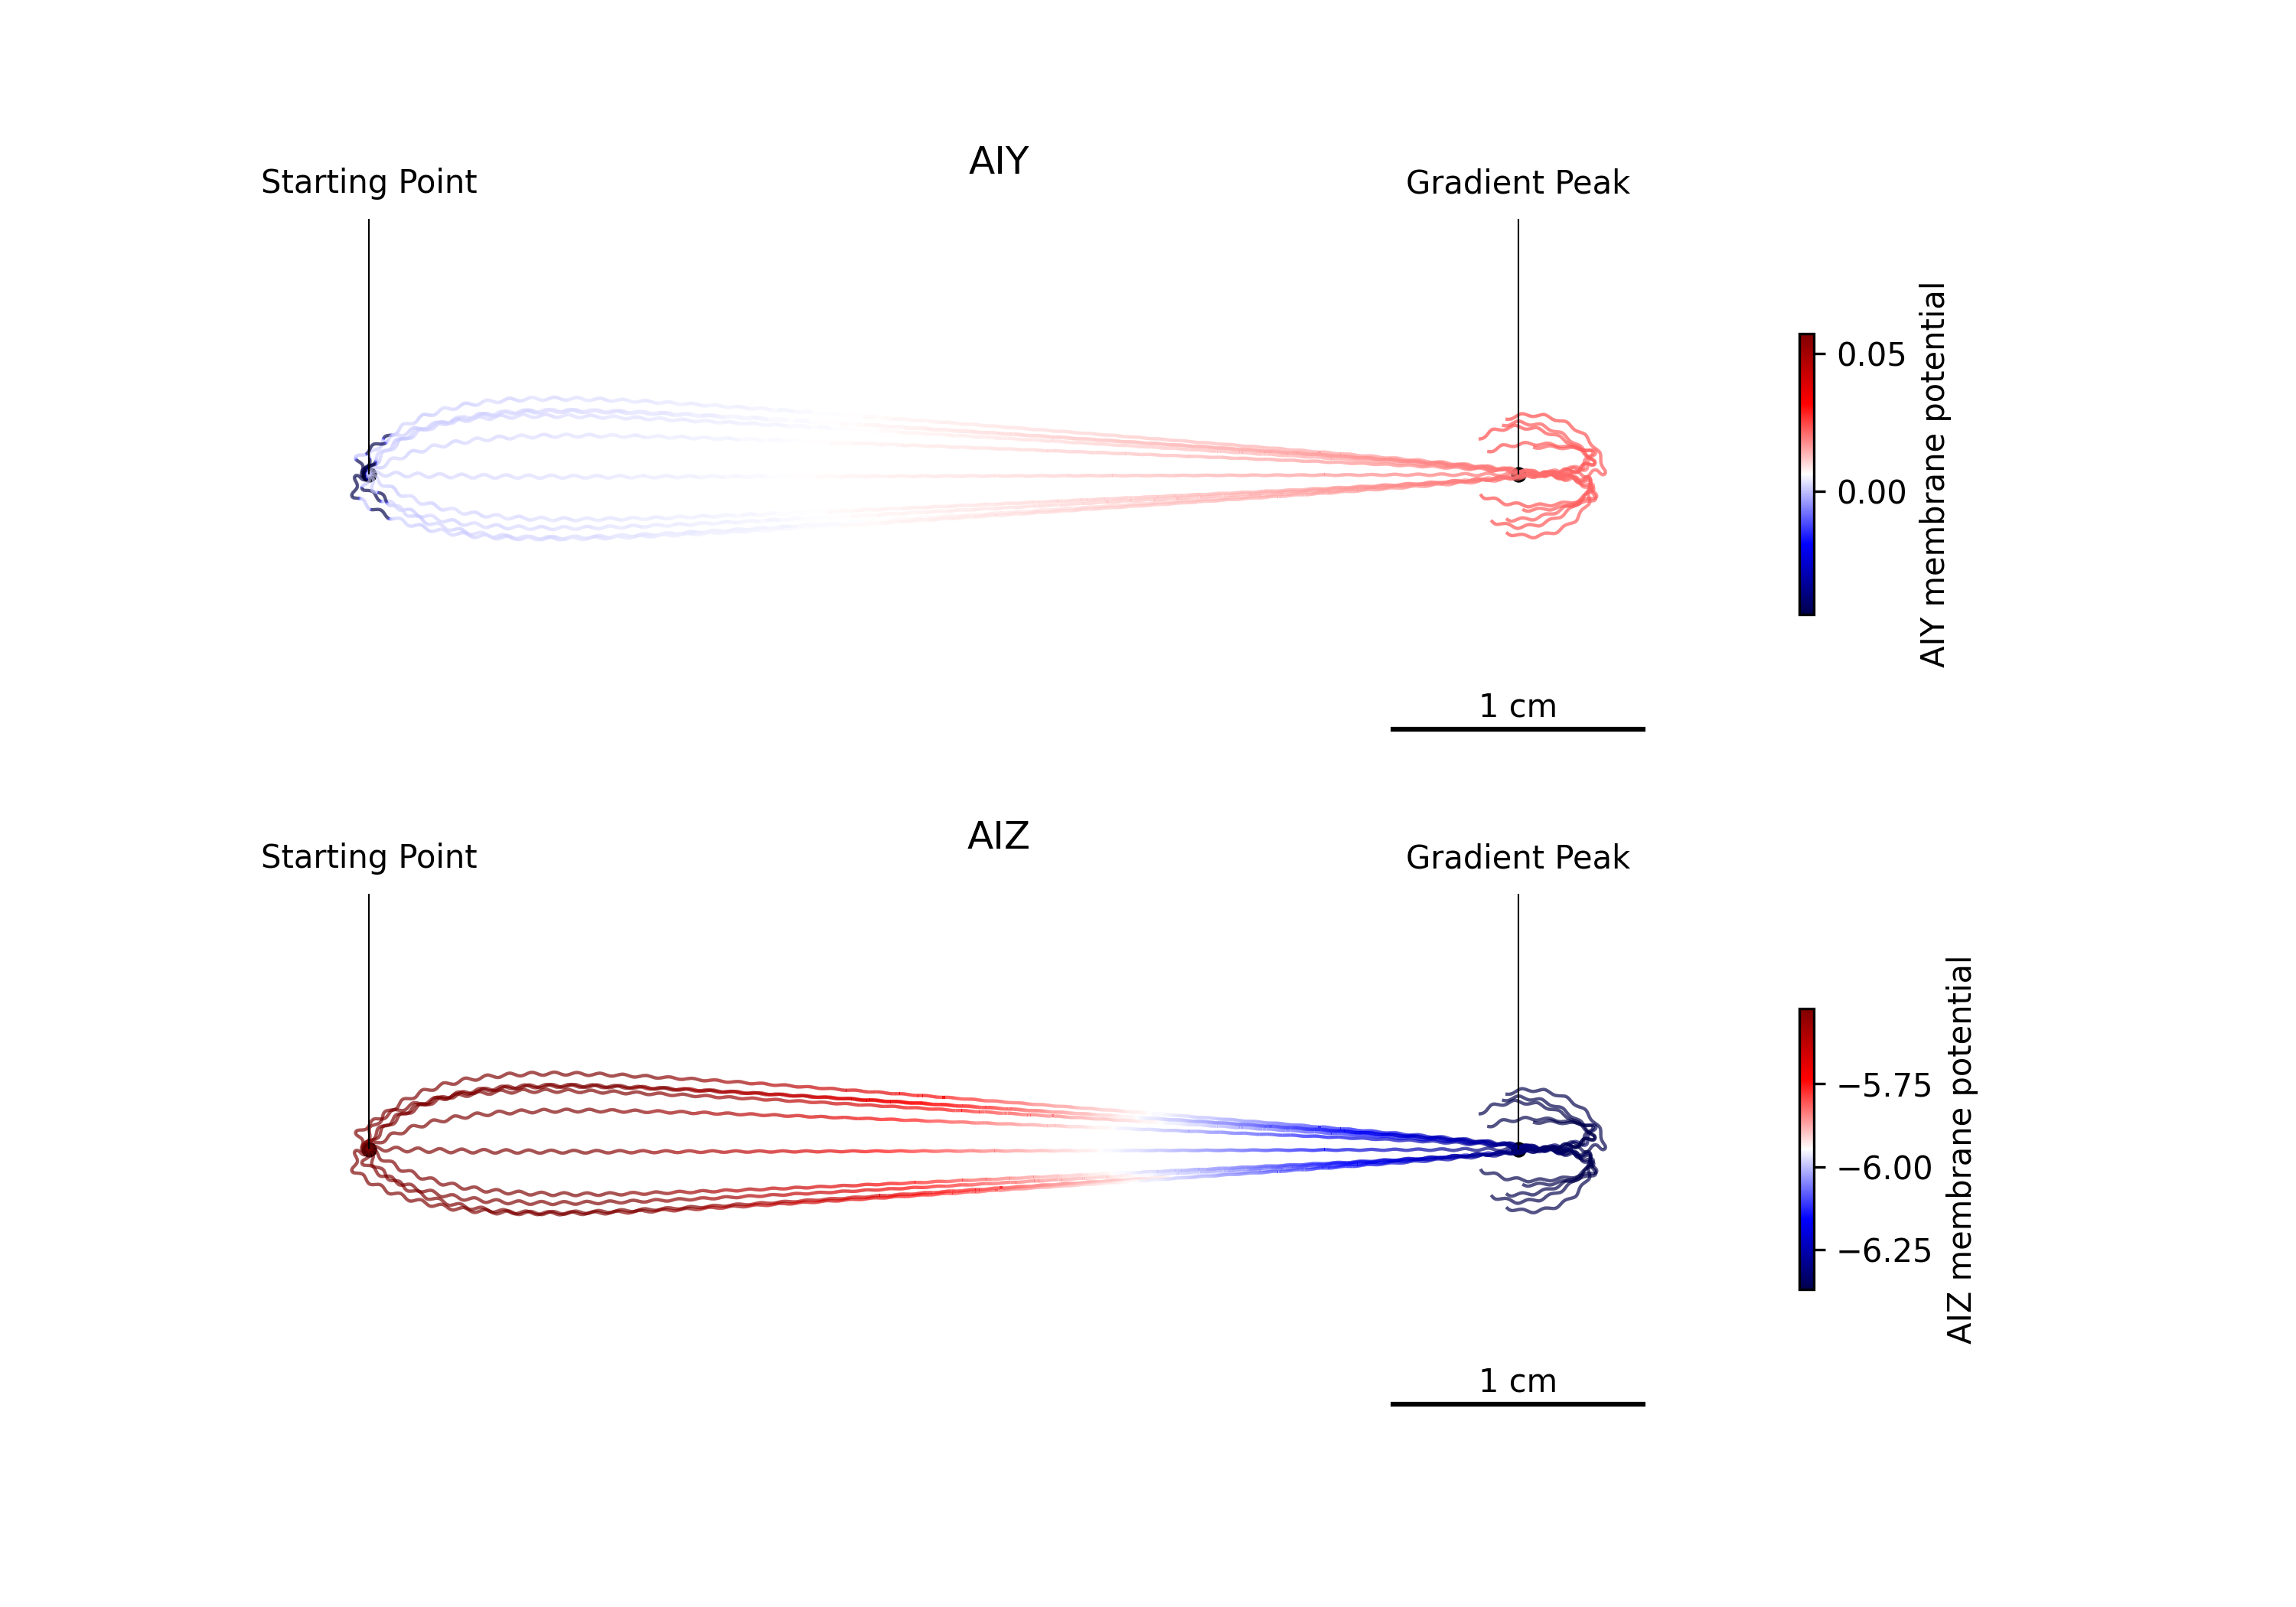 AIY
Starting Point
Gradient Peak
0.05
0.00
AIY membrane potential
1 cm
AIZ
Starting Point
Gradient Peak
−5.75
−6.00
−6.25
AIZ membrane potential
1 cm